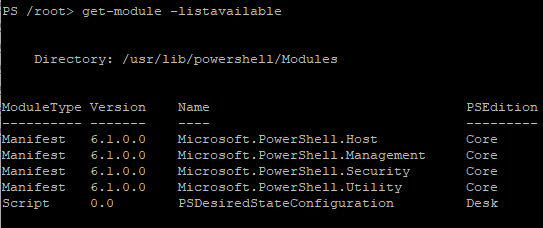 PS /root> get-module -listavailable
Directory: /usr/lib/powershell/Modules
ModuleType Version    Name                                PSEdition
---------- -------    ----                                ---------
Manifest   6.1.0.0    Microsoft.PowerShell.Host           Core
Manifest   6.1.0.0    Microsoft.PowerShell.Management     Core
Manifest   6.1.0.0    Microsoft.PowerShell.Security       Core
Manifest   6.1.0.0    Microsoft.PowerShell.Utility        Core
Script     0.0        PSDesiredStateConfiguration         Desk